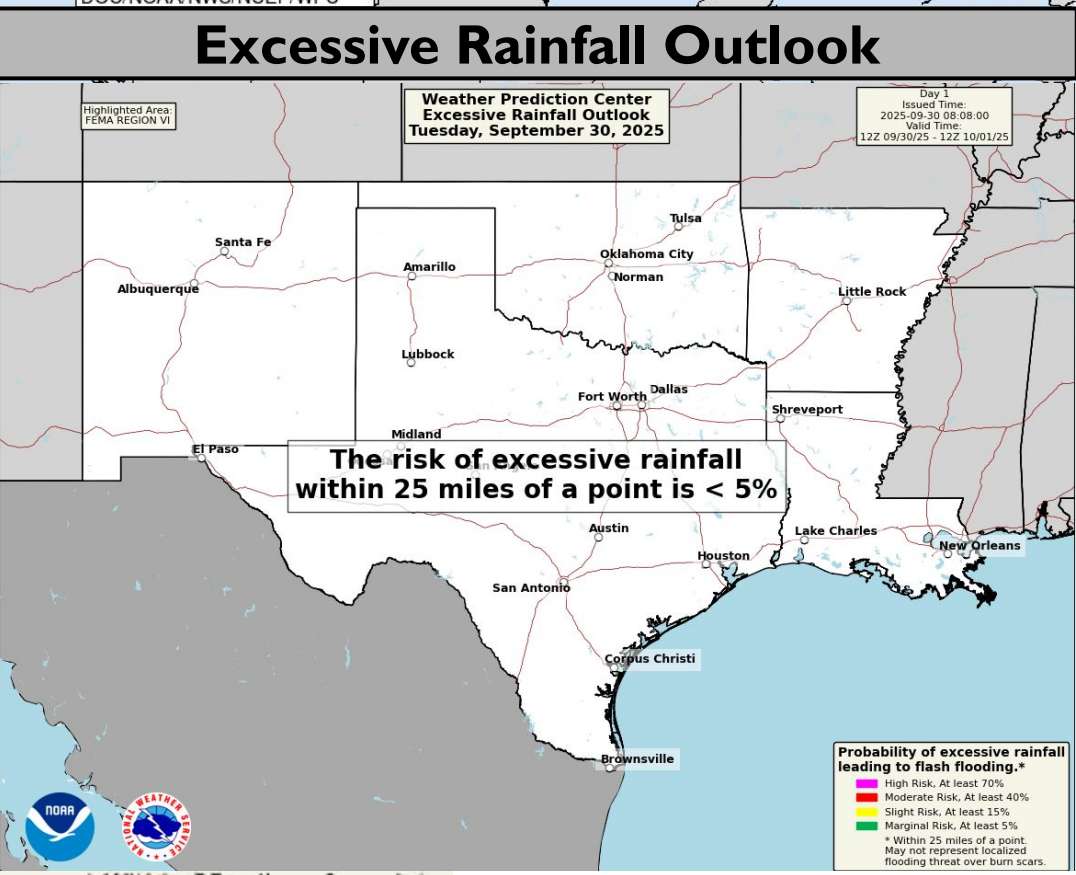 DOC/NOAA/NWS/NCEP/WPC
Excessive Rainfall Outlook
Highlighted Area:
FEMA REGION VI
Weather Prediction Center
Excessive Rainfall Outlook
Tuesday, September 30, 2025
Day 1
Issued Time:
2025-09-30 08:08:00
Valid Time:
12Z 09/30/25 - 12Z 10/01/25
Tulsa
Santa Fe
Oklahoma City
Amarillo
Norman
Albuquerque
Little Rock
Lubbock
Dallas
Fort Worth
Shreveport
Midland
El Paso
The risk of excessive rainfall
within 25 miles of a point is < 5%
Austin
Lake Charles
New Orleans
Houston
San Antonio
Corpus Christi
Brownsville
Probability of excessive rainfall
leading to flash flooding.*
High Risk, At least 70%
Moderate Risk, At least 40%
Slight Risk, At least 15%
Marginal Risk, At least 5%
* Within 25 miles of a point.
May not represent localized
flooding threat over burn scars.
NOAA
NATIONAL WEATHER SERVICE